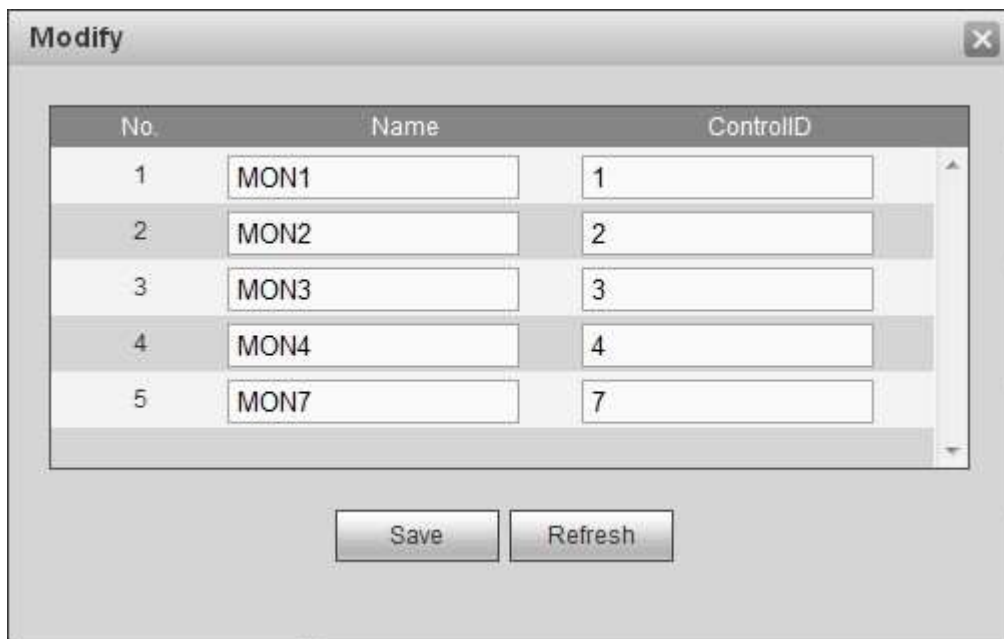 Modify
No. Name ControlID
1 MON1 1
2 MON2 2
3 MON3 3
4 MON4 4
5 MON7 7
Save Refresh